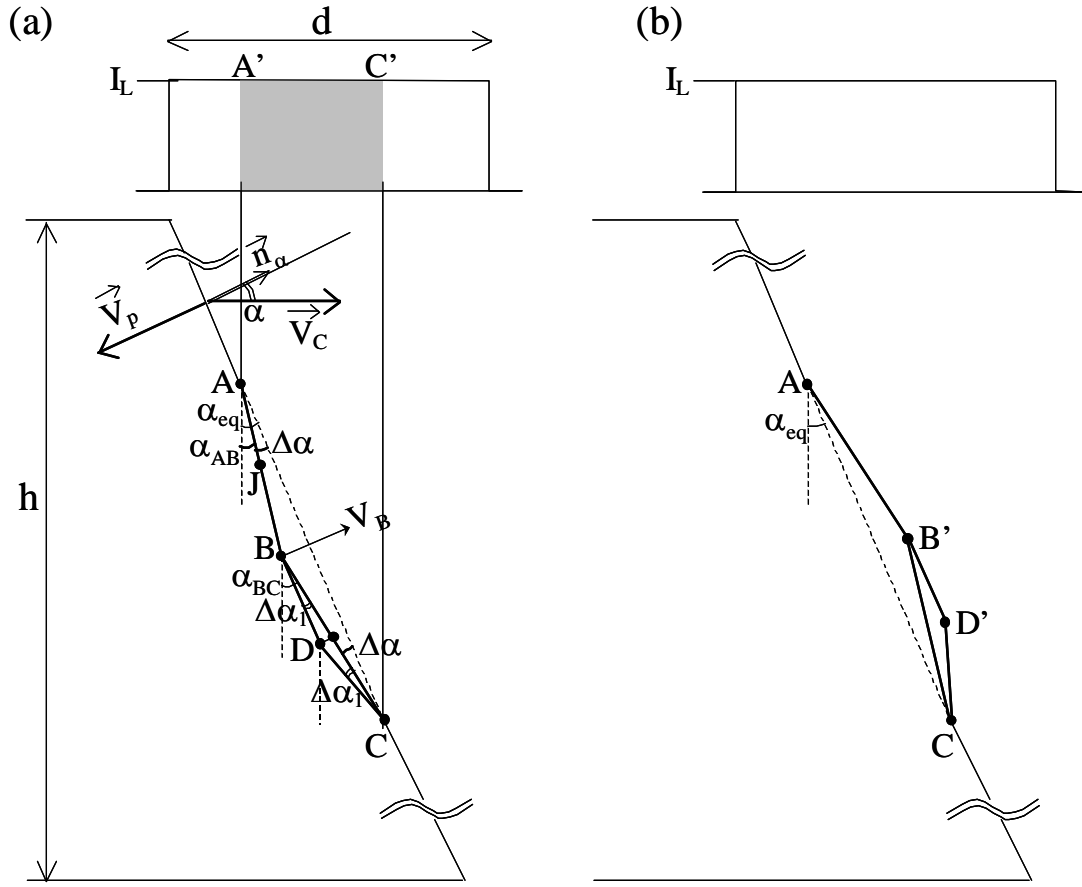 (a)
d
A’
C’
I_L
V_p
n_α
α
V_C
A
α_eq
α_AB
Δα
J
h
B
V_B
α_BC
Δα_1
D
Δα
Δα_1
C
(b)
I_L
A
α_eq
B’
D’
C